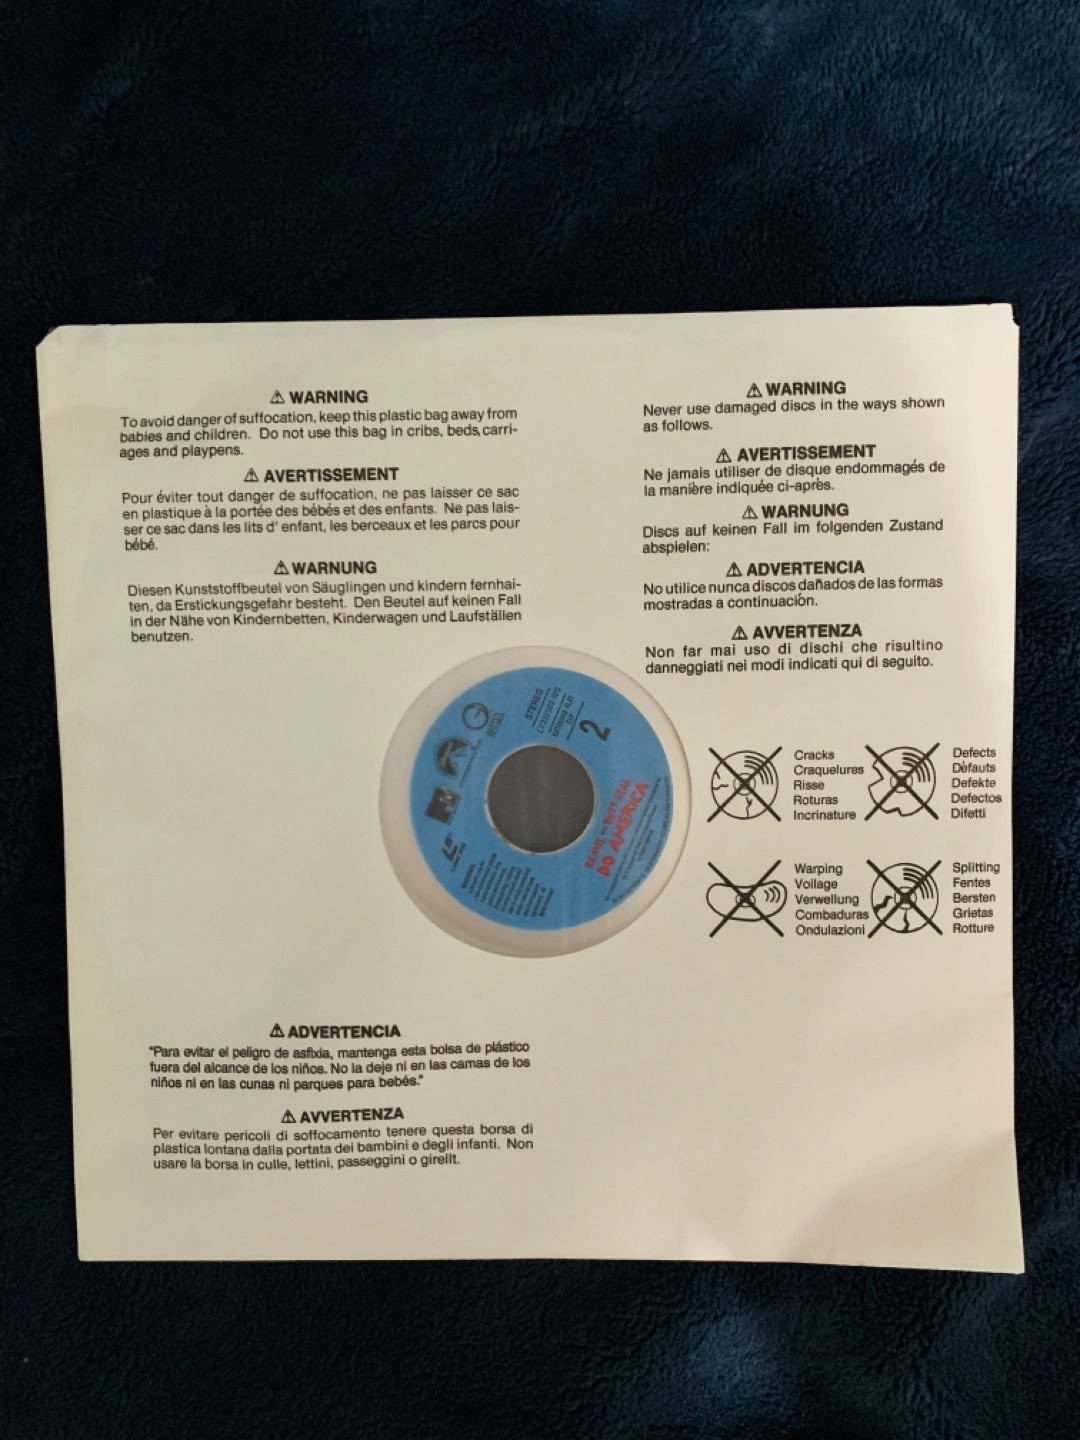 ⚠ WARNING
To avoid danger of suffocation, keep this plastic bag away from
babies and children. Do not use this bag in cribs, beds, carri-
ages and playpens.
⚠ AVERTISSEMENT
Pour éviter tout danger de suffocation, ne pas laisser ce sac
en plastique à la portée des bébés et des enfants. Ne pas lais-
ser ce sac dans les lits d' enfant, les berceaux et les parcs pour
bébé.
⚠ WARNUNG
Diesen Kunststoffbeutel von Säuglingen und kindern fernhai-
ten, da Erstickungsgefahr besteht. Den Beutel auf keinen Fall
in der Nähe von Kindernbetten, Kinderwagen und Laufställen
benutzen.
⚠ WARNING
Never use damaged discs in the ways shown
as follows.
⚠ AVERTISSEMENT
Ne jamais utiliser de disque endommagés de
la manière indiquée ci-après.
⚠ WARNUNG
Discs auf keinen Fall im folgenden Zustand
abspielen:
⚠ ADVERTENCIA
No utilice nunca discos dañados de las formas
mostradas a continuación.
⚠ AVVERTENZA
Non far mai uso di dischi che risultino
danneggiati nei modi indicati qui di seguito.
STEREO
EXTENDED PLAY
CLV
2
BEAVIS AND BUTT-HEAD
DO AMERICA
Cracks
Craquelures
Risse
Roturas
Incrinature
Defects
Défauts
Defekte
Defectos
Difetti
Warping
Voilage
Verwellung
Combaduras
Ondulazioni
Splitting
Fentes
Bersten
Grietas
Rotture
⚠ ADVERTENCIA
"Para evitar el peligro de asfixia, mantenga esta bolsa de plástico
fuera del alcance de los niños. No la deje ni en las camas de los
niños ni en las cunas ni parques para bebés."
⚠ AVVERTENZA
Per evitare pericoli di soffocamento tenere questa borsa di
plastica lontana dalla portata dei bambini e degli infanti. Non
usare la borsa in culle, lettini, passeggini o girellt.